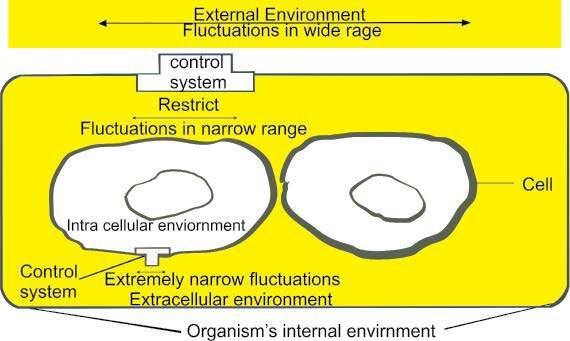 External Environment
Fluctuations in wide rage
control
system
Restrict
Fluctuations in narrow range
Cell
Intra cellular enviornment
Control
system
Extremely narrow fluctuations
Extracellular environment
Organism's internal envirnment